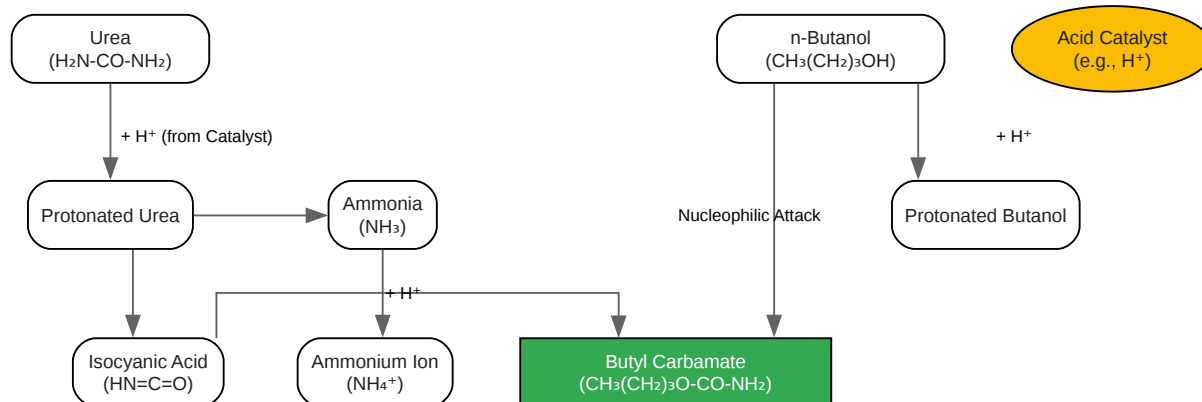 Urea
(H₂N-CO-NH₂)
n-Butanol
(CH₃(CH₂)₃OH)
Acid Catalyst
(e.g., H⁺)
+ H⁺ (from Catalyst)
+ H⁺
Protonated Urea
Ammonia
(NH₃)
Nucleophilic Attack
Protonated Butanol
+ H⁺
Isocyanic Acid
(HN=C=O)
Ammonium Ion
(NH₄⁺)
Butyl Carbamate
(CH₃(CH₂)₃O-CO-NH₂)